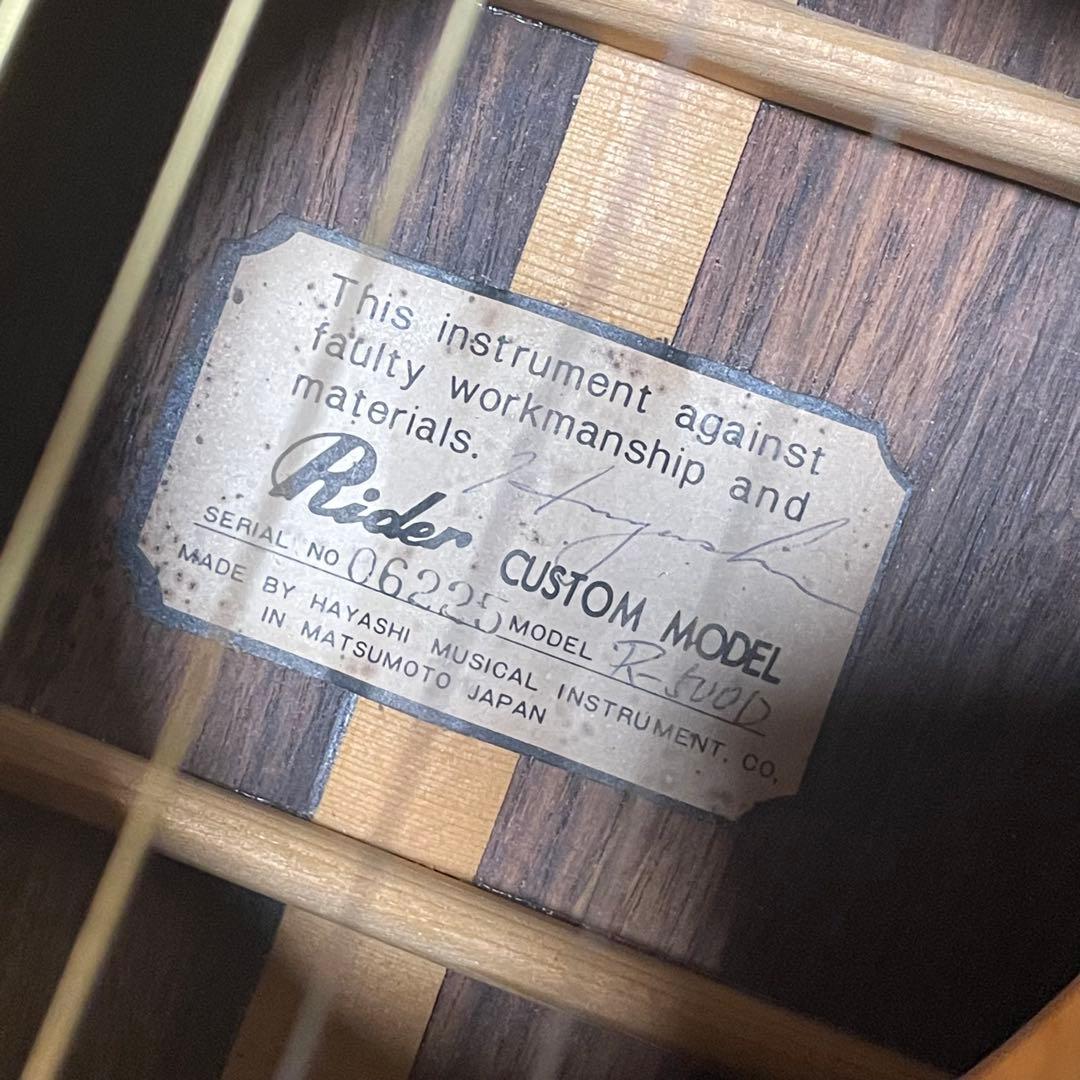 This instrument against
faulty workmanship and
materials.
Rider CUSTOM MODEL
SERIAL NO 06225 MODEL R-500D
MADE BY HAYASHI MUSICAL INSTRUMENT. CO,
IN MATSUMOTO JAPAN